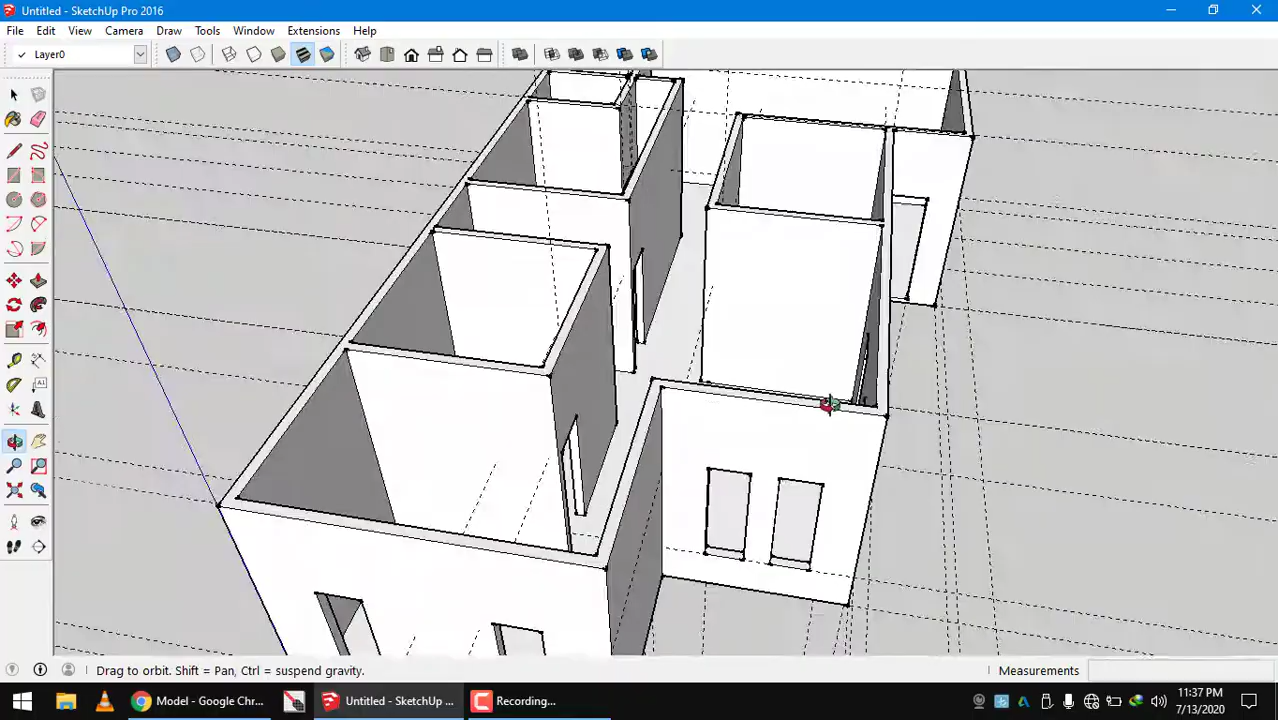 Untitled - SketchUp Pro 2016
File Edit View Camera Draw Tools Window Extensions Help
✓ Layer0
Drag to orbit. Shift = Pan, Ctrl = suspend gravity.
Measurements
Model - Google Chr...
Untitled - SketchUp ...
Recording...
11:37 PM
7/13/2020